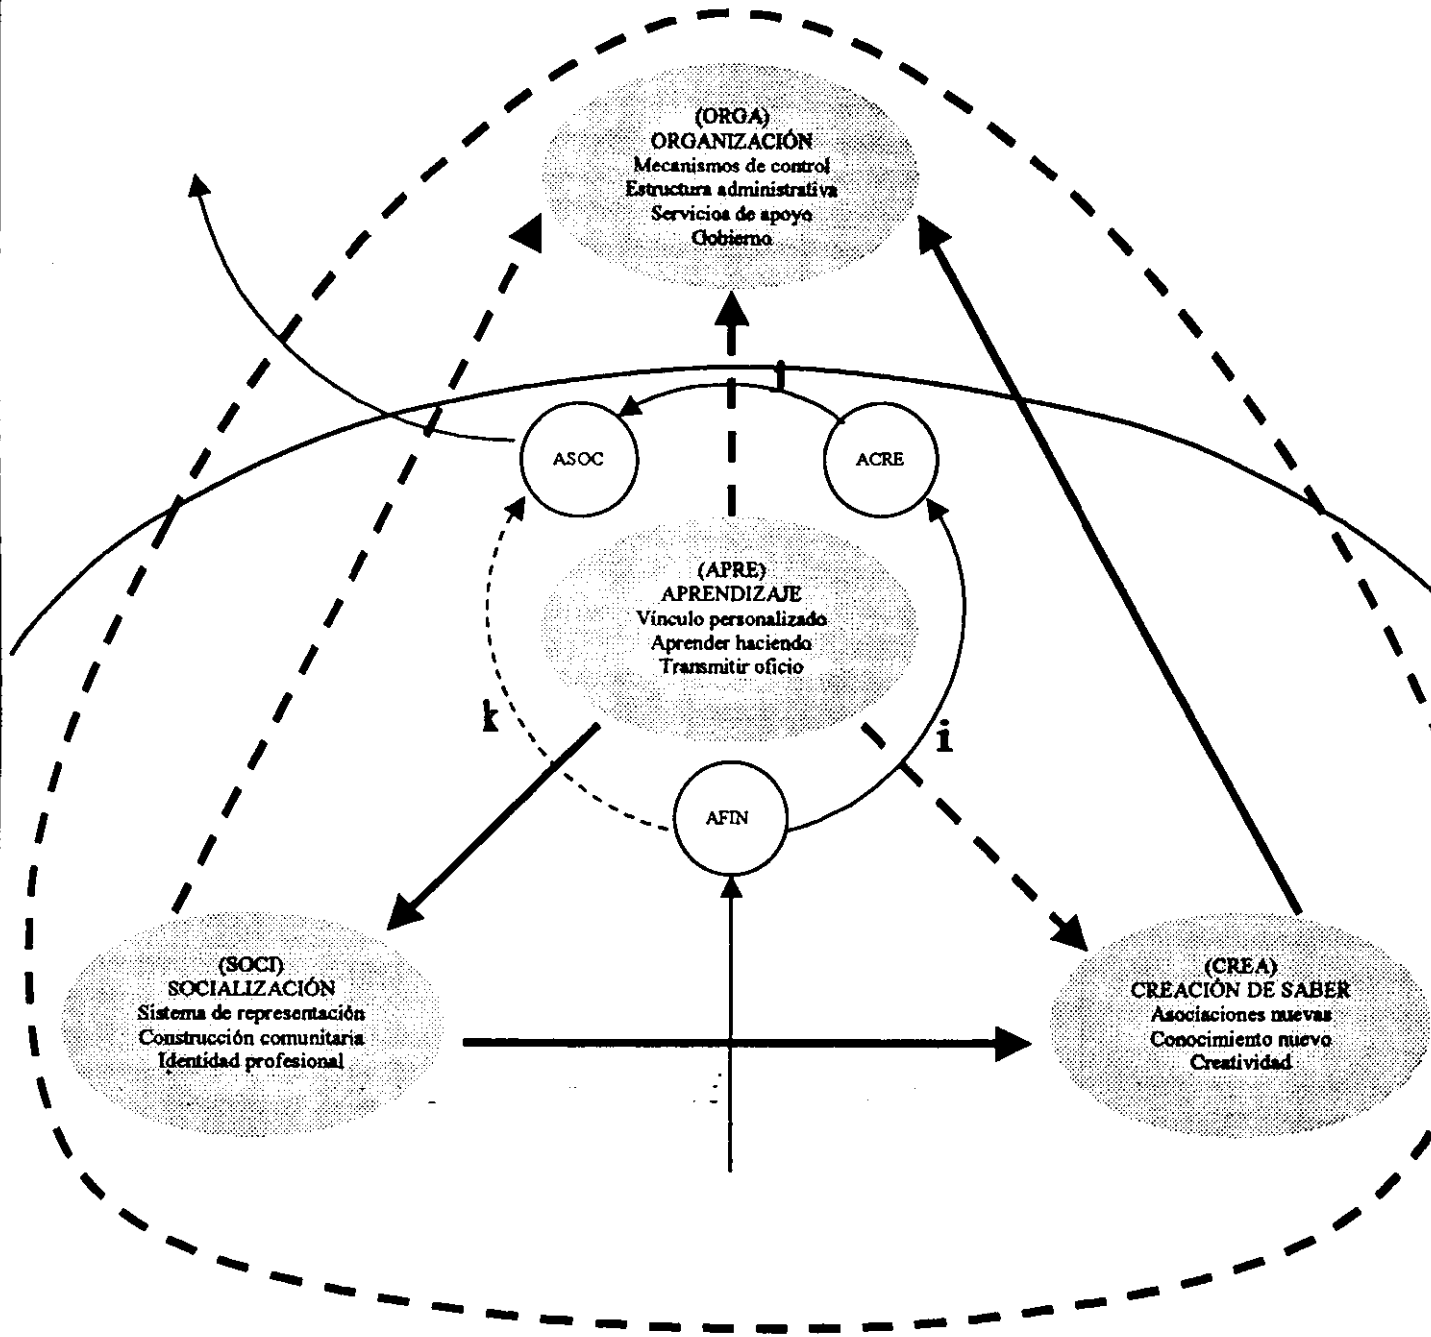 (ORGA)
ORGANIZACIÓN
Mecanismos de control
Estructura administrativa
Servicios de apoyo
Gobierno
j
ASOC
ACRE
(APRE)
APRENDIZAJE
Vínculo personalizado
Aprender haciendo
Transmitir oficio
k
i
AFIN
(SOCI)
SOCIALIZACIÓN
Sistema de representación
Construcción comunitaria
Identidad profesional
(CREA)
CREACIÓN DE SABER
Asociaciones nuevas
Conocimiento nuevo
Creatividad